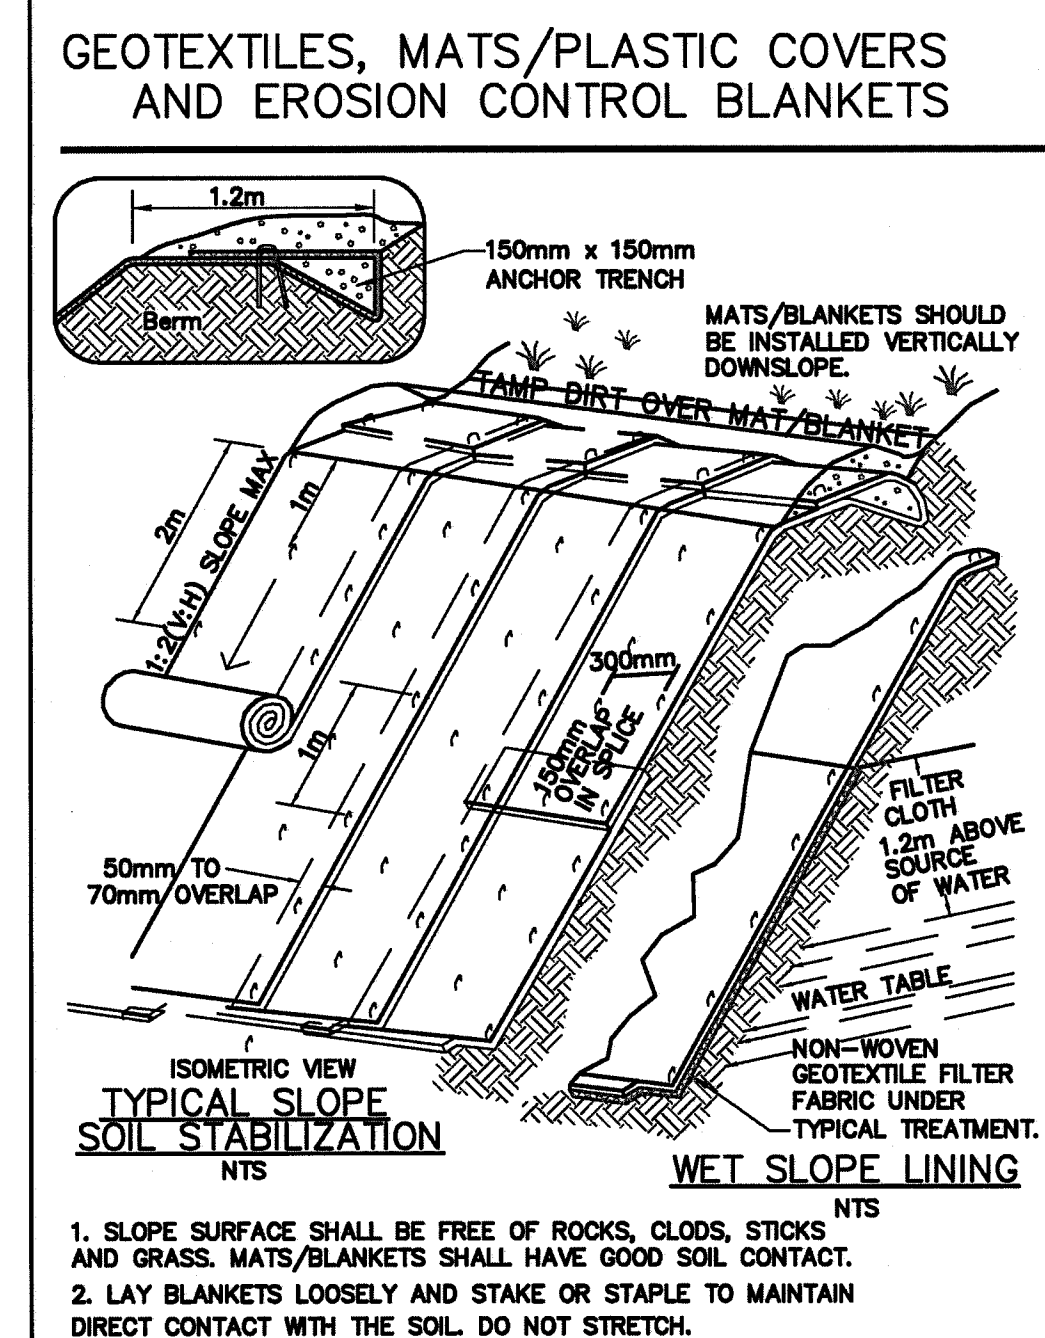 GEOTEXTILES, MATS/PLASTIC COVERS
AND EROSION CONTROL BLANKETS
1.2m
150mm x 150mm
ANCHOR TRENCH
Berm
MATS/BLANKETS SHOULD
BE INSTALLED VERTICALLY
DOWNSLOPE.
TAMP DIRT OVER MAT/BLANKET
2m
1:2(V:H) SLOPE MAX
1m
300mm
150mm
OVERLAP
IN SPLICE
1m
FILTER
CLOTH
1.2m ABOVE
SOURCE
OF WATER
50mm TO
70mm OVERLAP
WATER TABLE
NON-WOVEN
GEOTEXTILE FILTER
FABRIC UNDER
TYPICAL TREATMENT.
ISOMETRIC VIEW
TYPICAL SLOPE
SOIL STABILIZATION
NTS
WET SLOPE LINING
NTS
1. SLOPE SURFACE SHALL BE FREE OF ROCKS, CLODS, STICKS
AND GRASS. MATS/BLANKETS SHALL HAVE GOOD SOIL CONTACT.
2. LAY BLANKETS LOOSELY AND STAKE OR STAPLE TO MAINTAIN
DIRECT CONTACT WITH THE SOIL. DO NOT STRETCH.